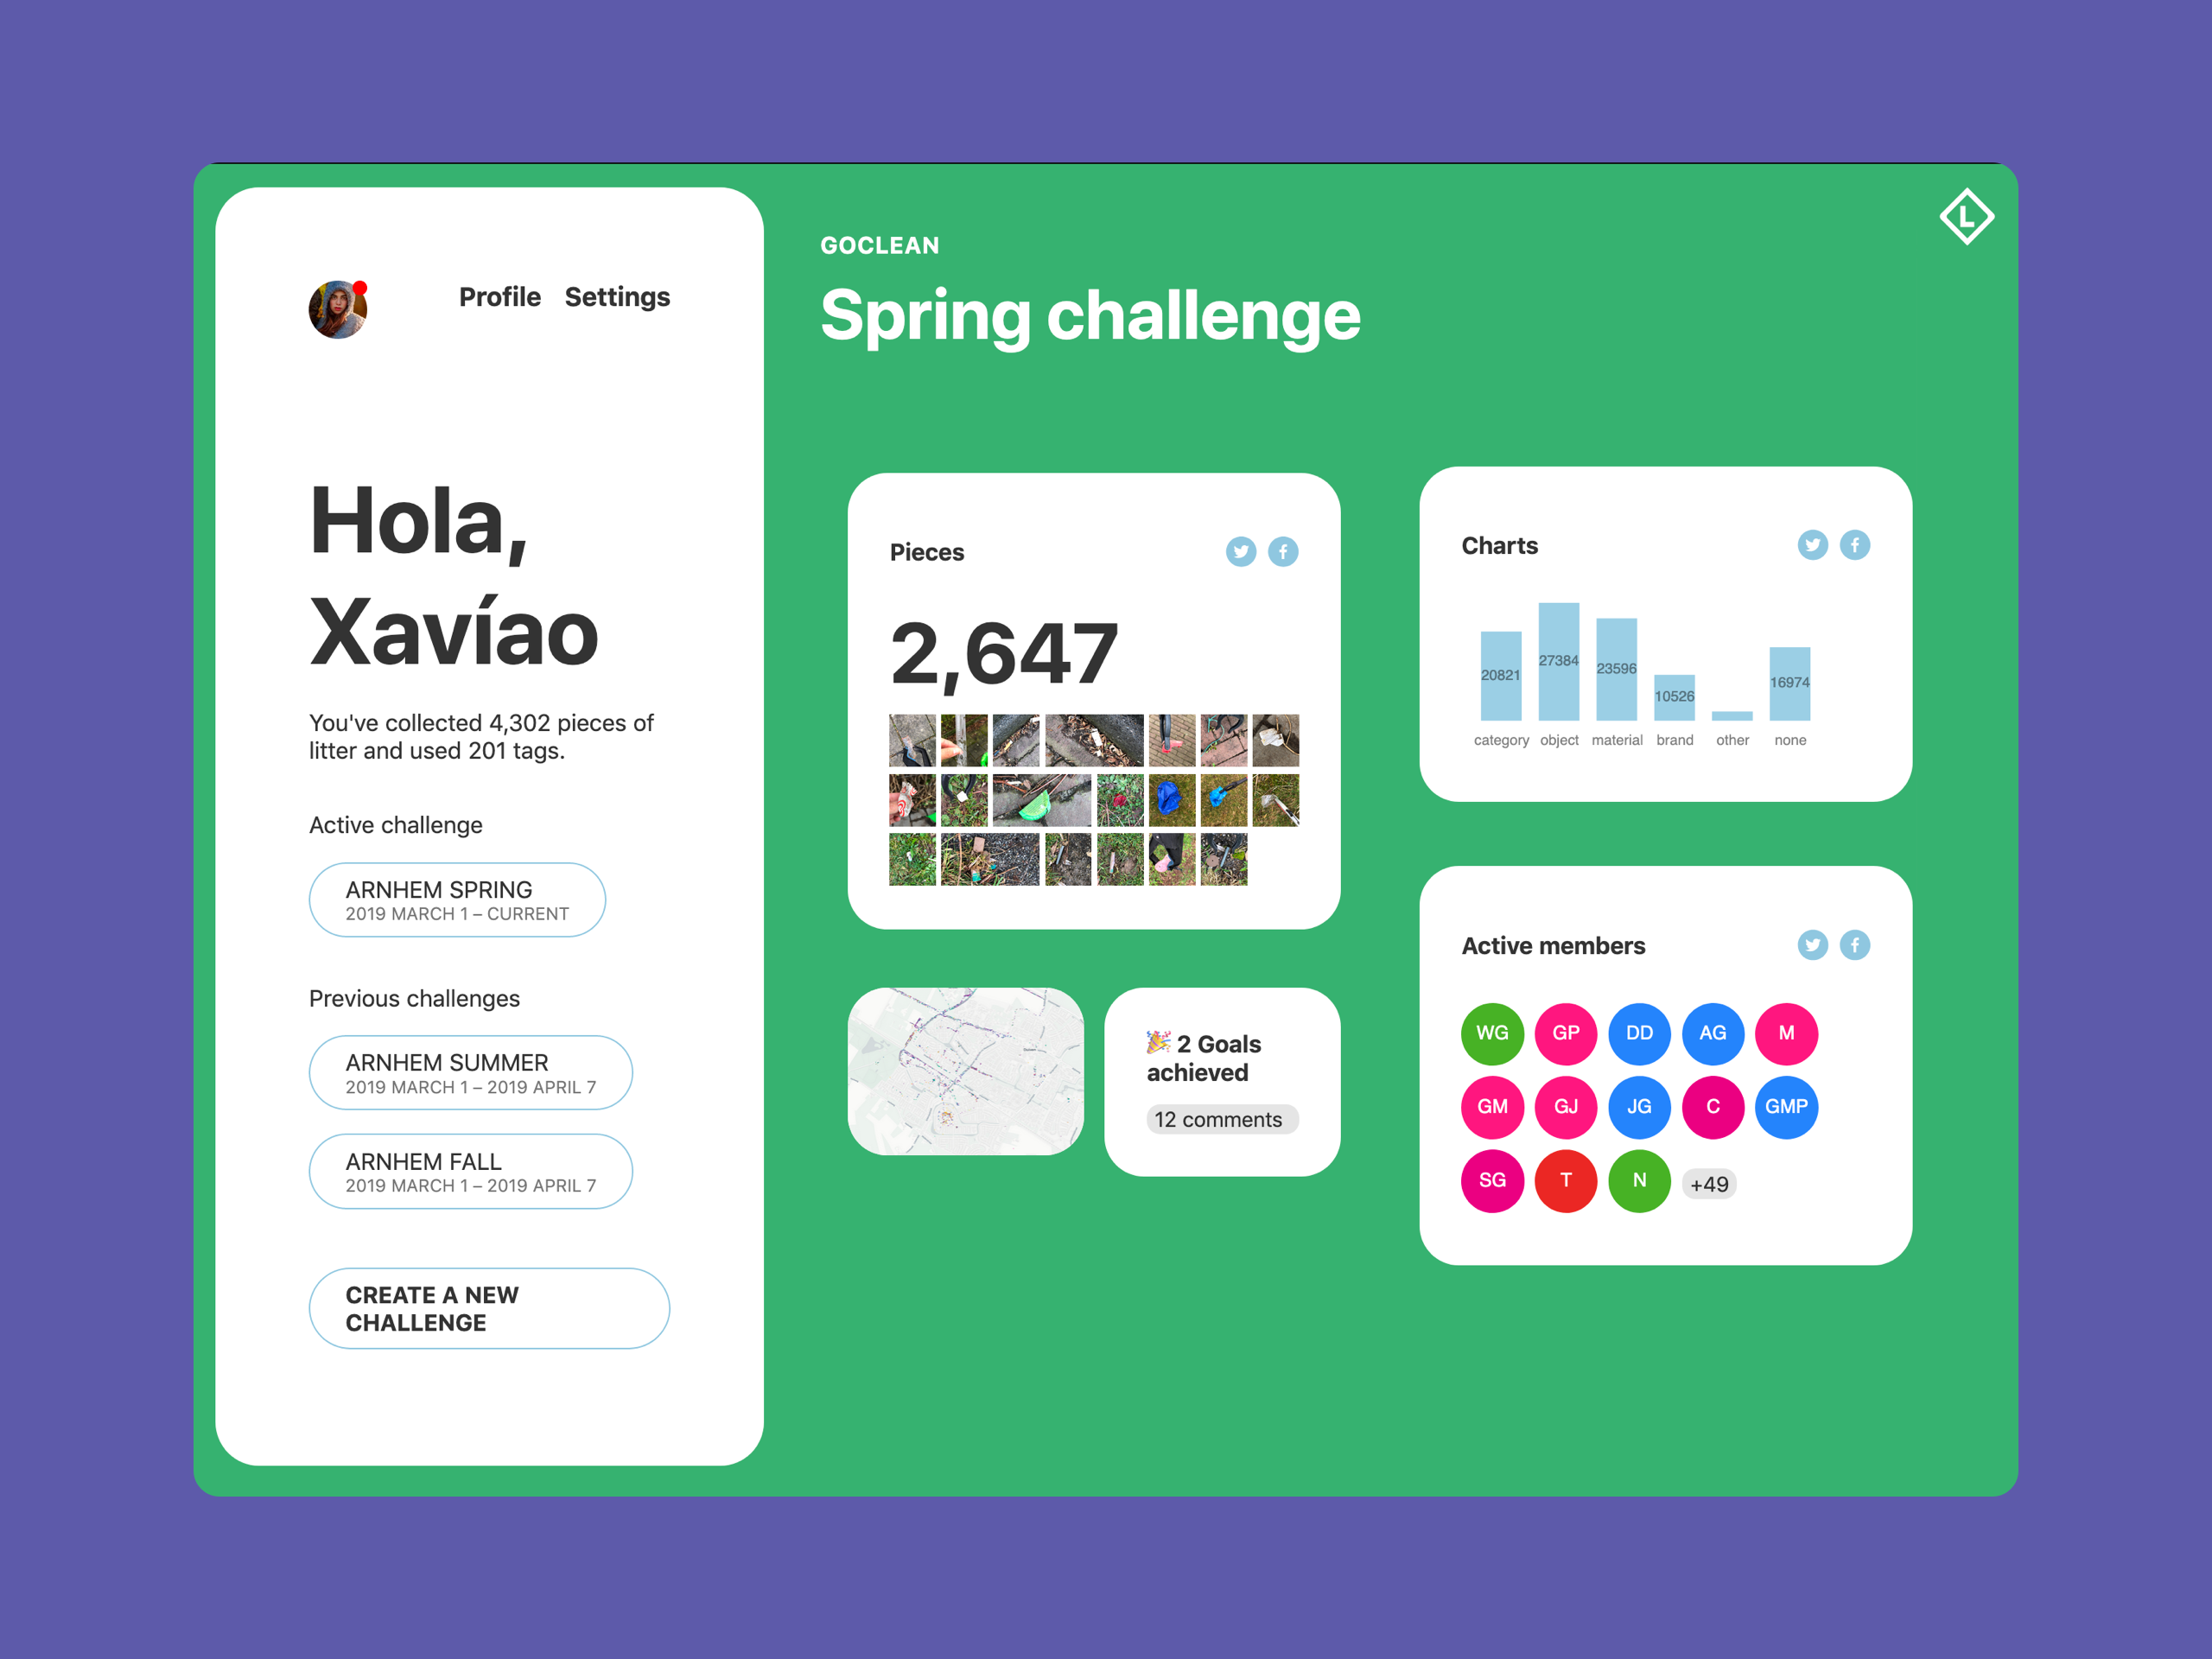 Profile Settings
Hola,
Xavíao
You've collected 4,302 pieces of
litter and used 201 tags.
Active challenge
ARNHEM SPRING
2019 MARCH 1 – CURRENT
Previous challenges
ARNHEM SUMMER
2019 MARCH 1 – 2019 APRIL 7
ARNHEM FALL
2019 MARCH 1 – 2019 APRIL 7
CREATE A NEW
CHALLENGE
GOCLEAN
Spring challenge
L
Pieces
2,647
🎉 2 Goals
achieved
12 comments
Charts
20821 27384 23596 10526 16974
category object material brand other none
Active members
WG GP DD AG M
GM GJ JG C GMP
SG T N +49